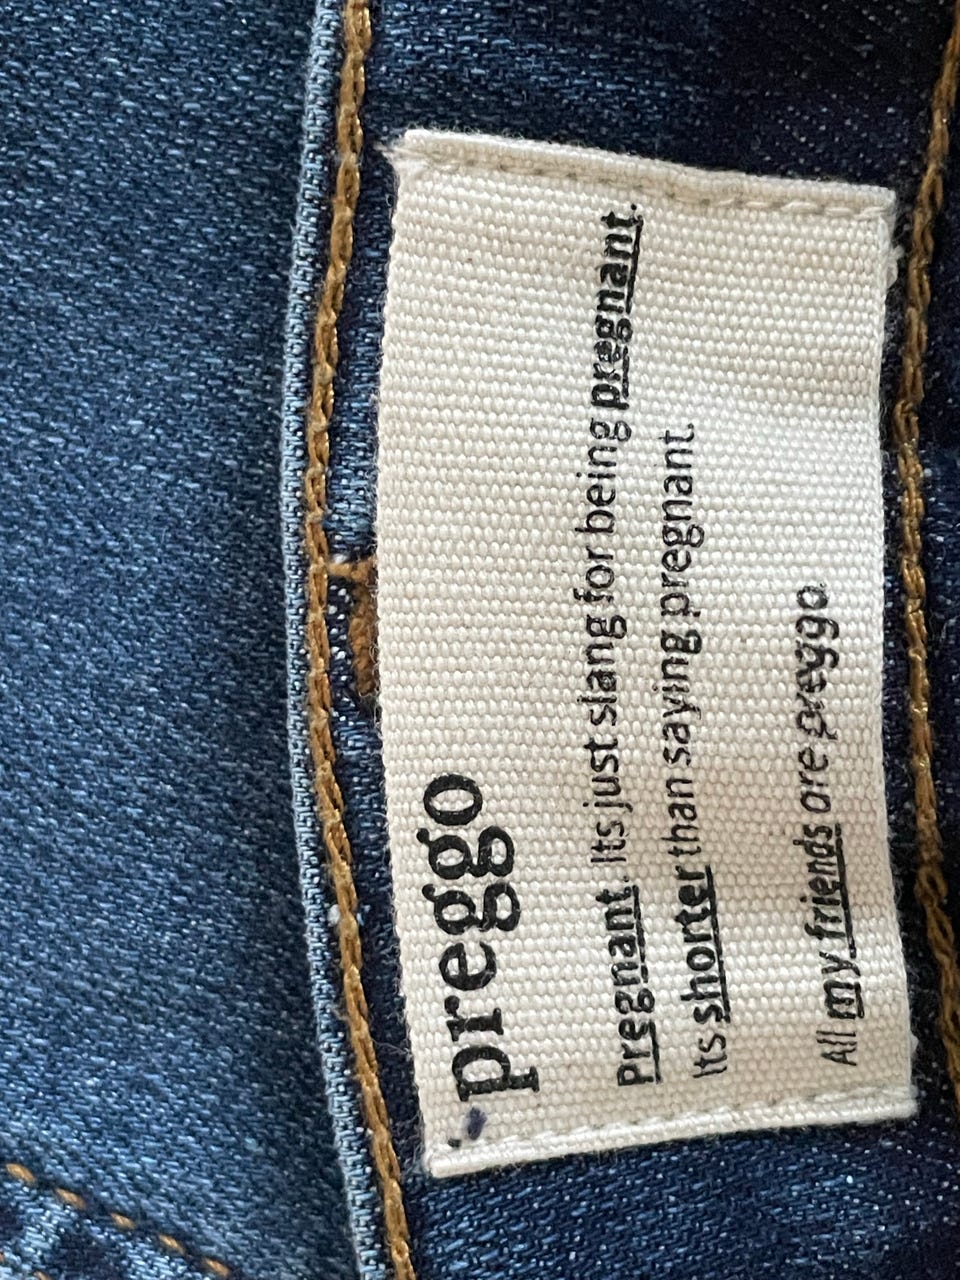 preggo
Pregnant. Its just slang for being pregnant.
Its shorter than saying pregnant.
All my friends are preggo.